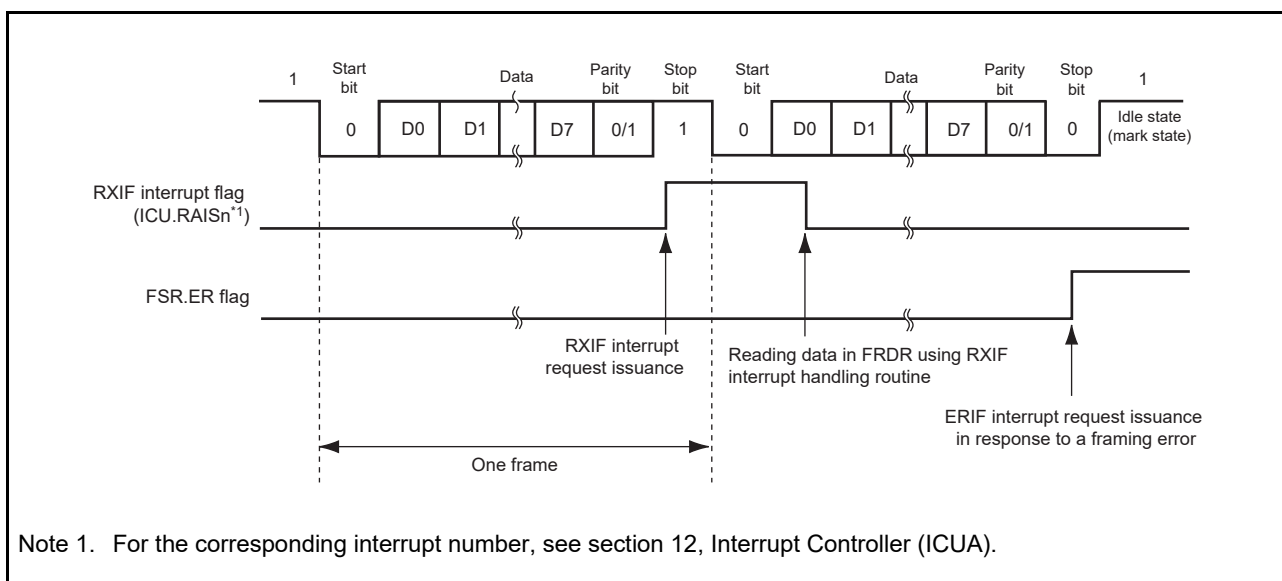 1 Start bit Data Parity bit Stop bit Start bit Data Parity bit Stop bit 1
0 D0 D1 D7 0/1 1 0 D0 D1 D7 0/1 0 Idle state (mark state)
RXIF interrupt flag
(ICU.RAISn*1)
FSR.ER flag
RXIF interrupt
request issuance
Reading data in FRDR using RXIF
interrupt handling routine
ERIF interrupt request issuance
in response to a framing error
One frame
Note 1. For the corresponding interrupt number, see section 12, Interrupt Controller (ICUA).